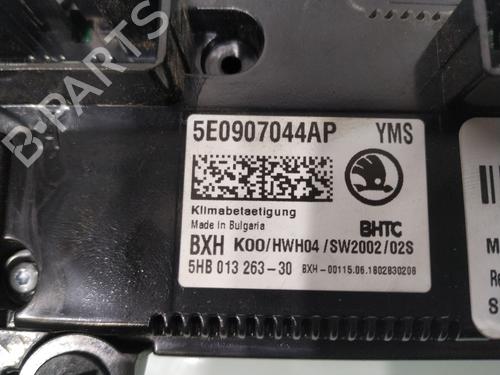 5E0907044AP YMS
Klimabetaetigung
Made in Bulgaria
BHTC
BXH K00/HWH04/SW2002/02S
5HB 013 263-30 BXH-00115.06.1802830208
M
Re
S
B-PARTS